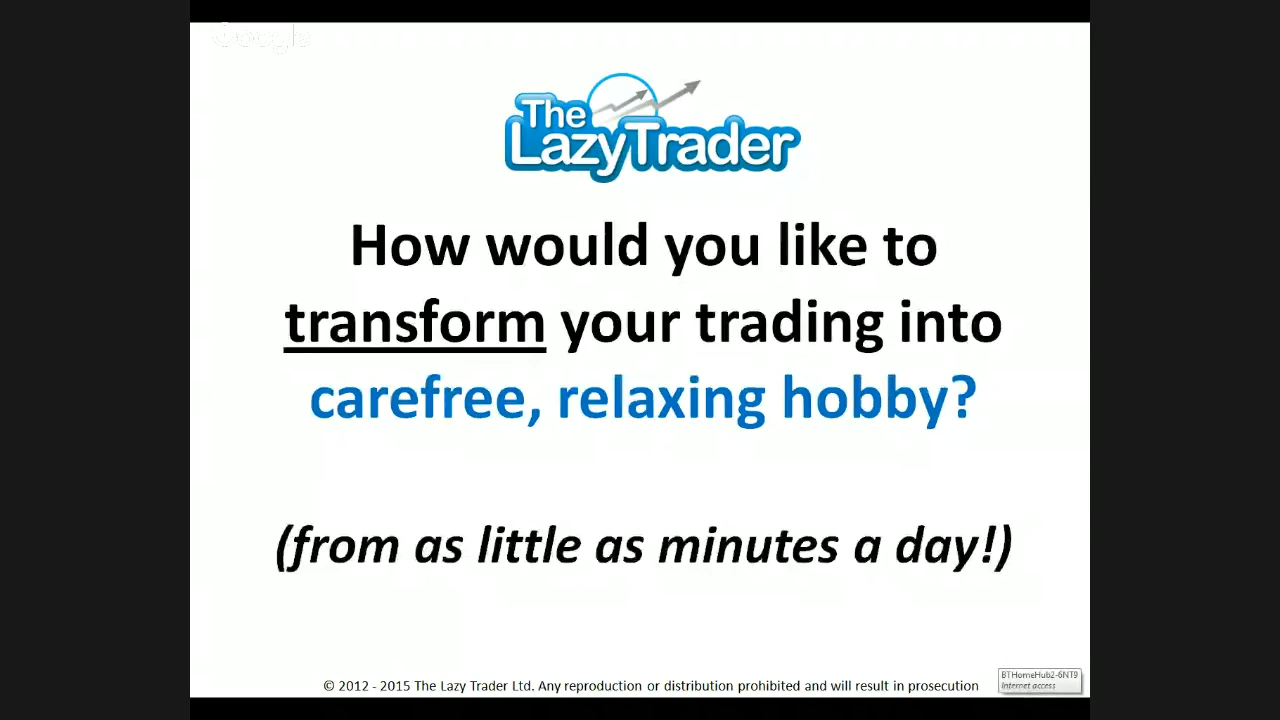 Google
The
LazyTrader
How would you like to
transform your trading into
carefree, relaxing hobby?
(from as little as minutes a day!)
© 2012 - 2015 The Lazy Trader Ltd. Any reproduction or distribution prohibited and will result in prosecution
BTHomeHub2-6NT9
Internet access